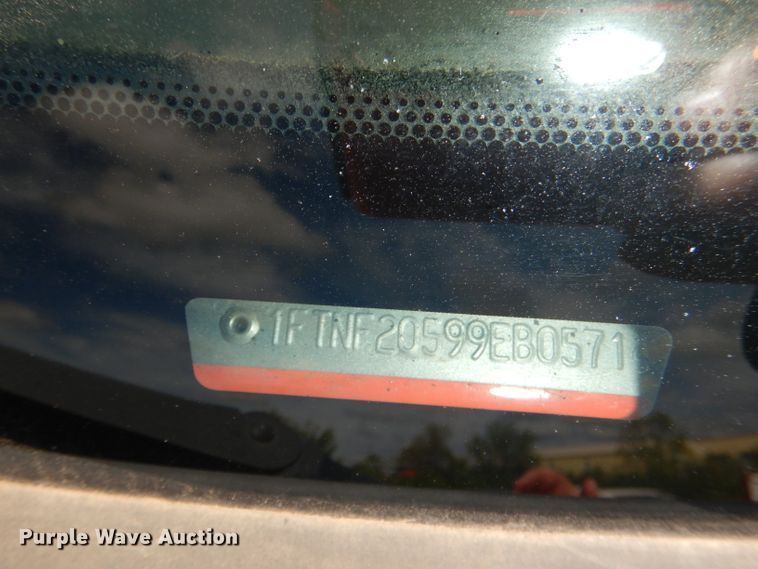 1FTNF20599EB0571
Purple Wave Auction